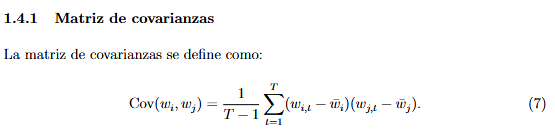 1.4.1 Matriz de covarianzas
La matriz de covarianzas se define como:
Cov(w_i, w_j) = \frac{1}{T-1} \sum_{t=1}^{T} (w_{i,t} - \bar{w}_i)(w_{j,t} - \bar{w}_j). (7)